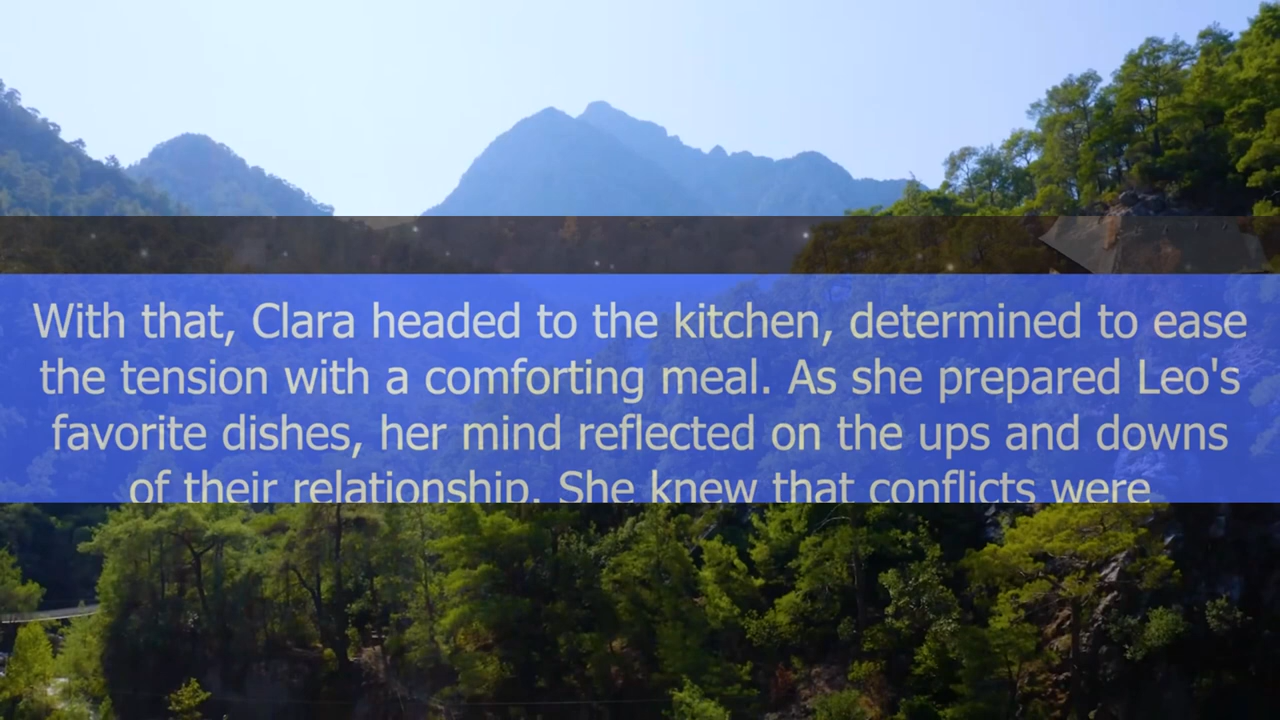 With that, Clara headed to the kitchen, determined to ease
the tension with a comforting meal. As she prepared Leo's
favorite dishes, her mind reflected on the ups and downs
of their relationship. She knew that conflicts were